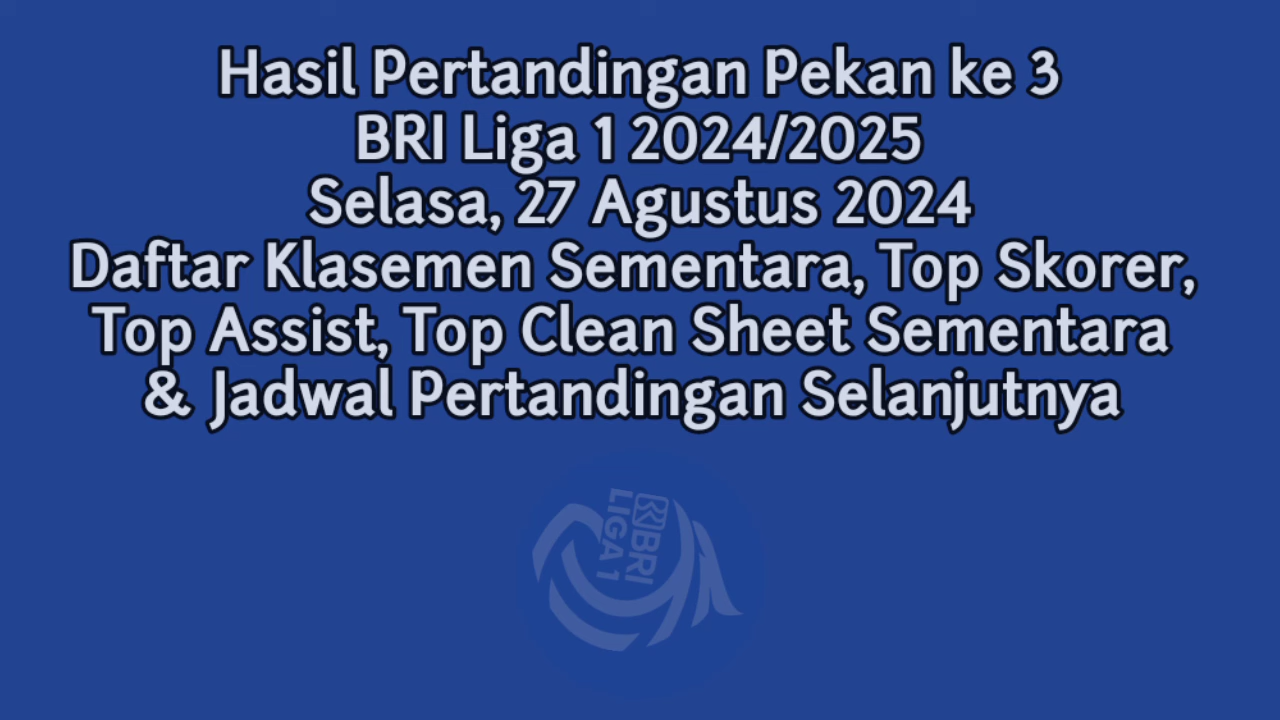 Hasil Pertandingan Pekan ke 3
BRI Liga 1 2024/2025
Selasa, 27 Agustus 2024
Daftar Klasemen Sementara, Top Skorer,
Top Assist, Top Clean Sheet Sementara
& Jadwal Pertandingan Selanjutnya
BRI
LIGA 1